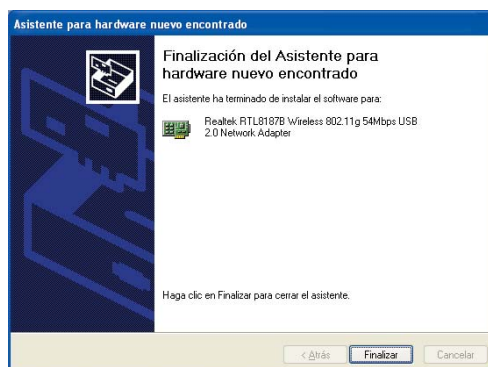 Asistente para hardware nuevo encontrado
Finalización del Asistente para
hardware nuevo encontrado
El asistente ha terminado de instalar el software para:
Realtek RTL8187B Wireless 802.11g 54Mbps USB
2.0 Network Adapter
Haga clic en Finalizar para cerrar el asistente.
< Atrás Finalizar Cancelar